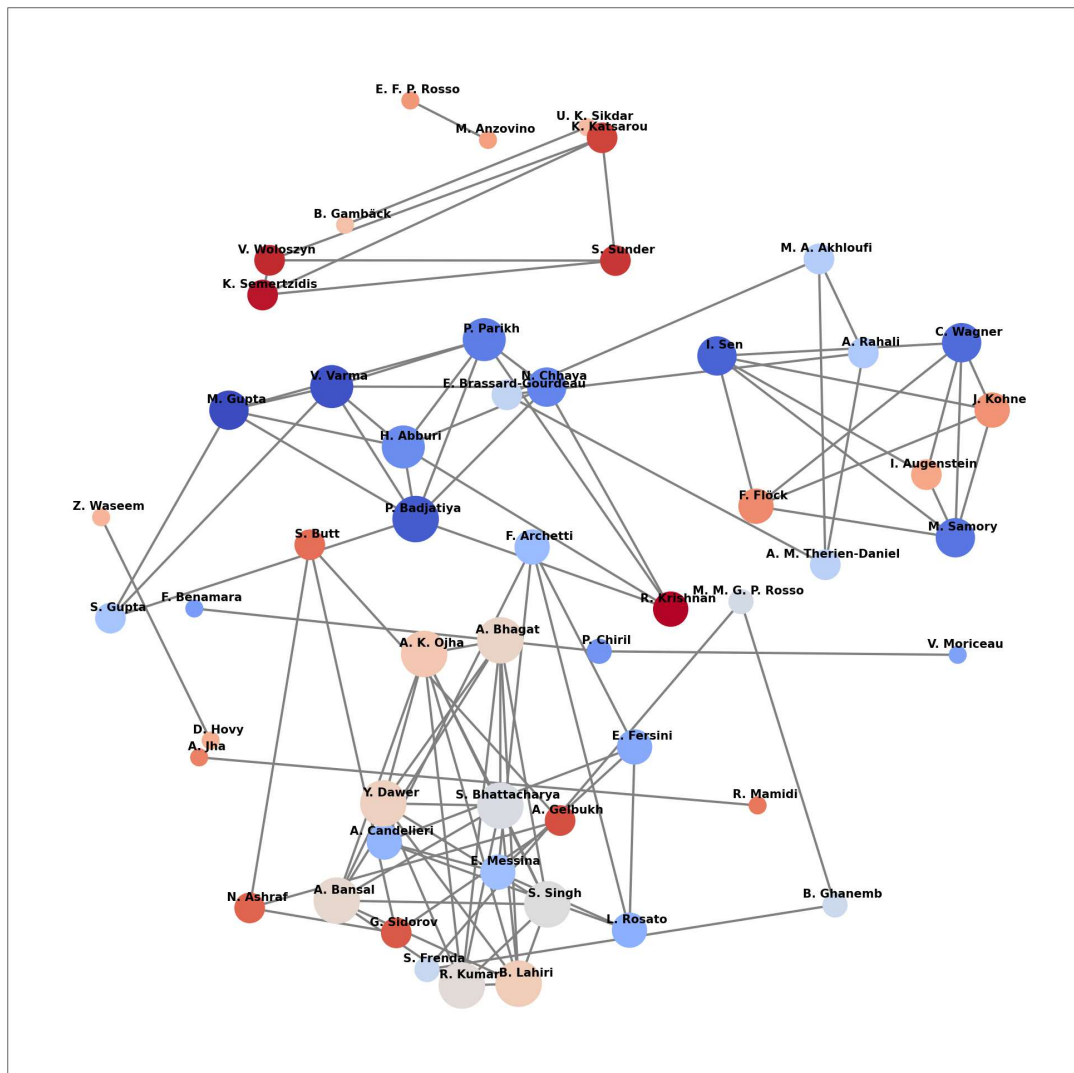 E. F. P. Rosso
U. K. Sikdar
M. Anzovino
K. Katsarou
B. Gambäck
V. Woloszyn
S. Sunder
M. A. Akhloufi
K. Semertzidis
P. Parikh
C. Wagner
I. Sen
A. Rahali
V. Varma
N. Chhaya
E. Brassard-Gourdeau
M. Gupta
J. Kohne
H. Abburi
I. Augenstein
F. Flöck
Z. Waseem
P. Badjatiya
M. Samory
S. Butt
F. Archetti
A. M. Therien-Daniel
M. M. G. P. Rosso
F. Benamara
R. Krishnan
S. Gupta
A. Bhagat
A. K. Ojha
P. Chiril
V. Moriceau
D. Hovy
E. Fersini
A. Jha
Y. Dawer
S. Bhattacharya
R. Mamidi
A. Gelbukh
A. Candelieri
E. Messina
A. Bansal
S. Singh
B. Ghanemb
N. Ashraf
L. Rosato
G. Sidorov
S. Frenda
R. Kumar
B. Lahiri